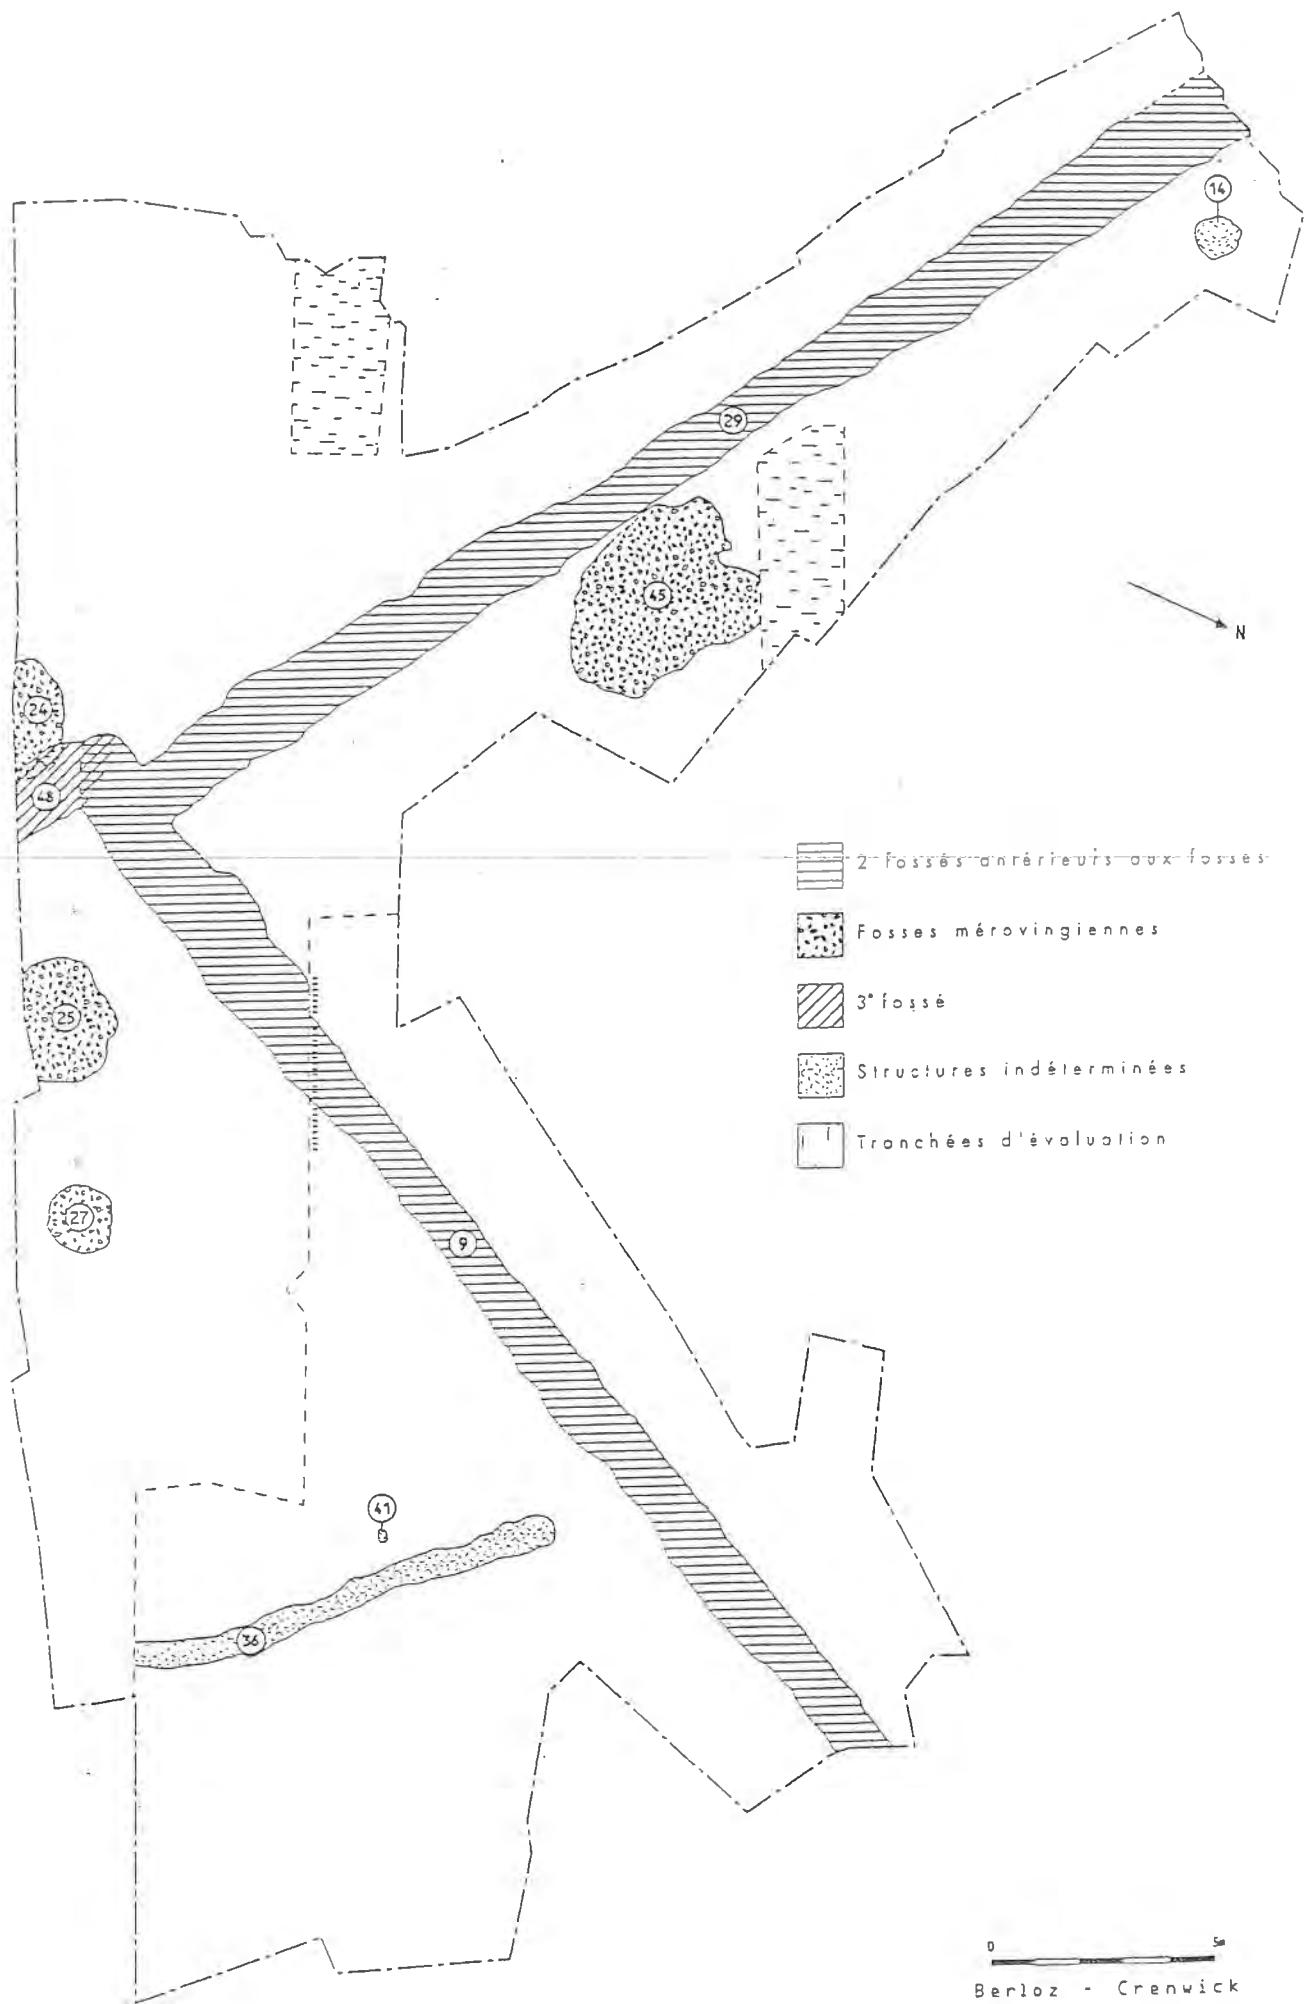 14
29
45
N
24
48
2 fossés antérieurs aux fosses
Fosses mérovingiennes
3° fossé
Structures indéterminées
Tranchées d'évaluation
25
27
9
41
36
0 5m
Berloz - Crenwick